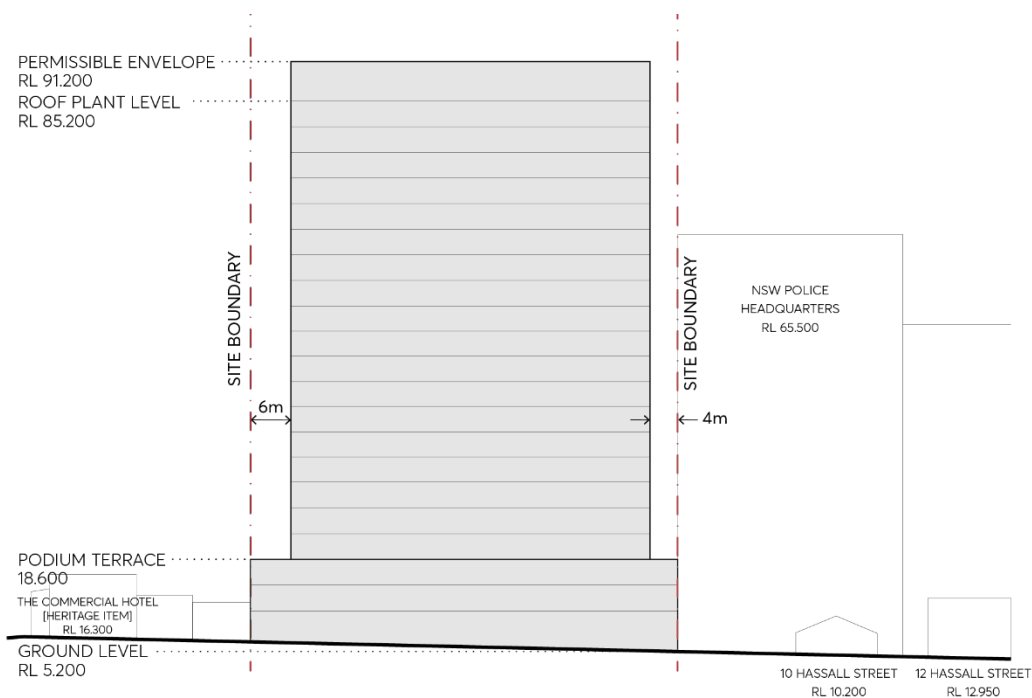 PERMISSIBLE ENVELOPE
RL 91.200
ROOF PLANT LEVEL
RL 85.200
SITE BOUNDARY
SITE BOUNDARY
NSW POLICE
HEADQUARTERS
RL 65.500
6m
4m
PODIUM TERRACE
18.600
THE COMMERCIAL HOTEL
[HERITAGE ITEM]
RL 16.300
GROUND LEVEL
RL 5.200
10 HASSALL STREET
RL 10.200
12 HASSALL STREET
RL 12.950